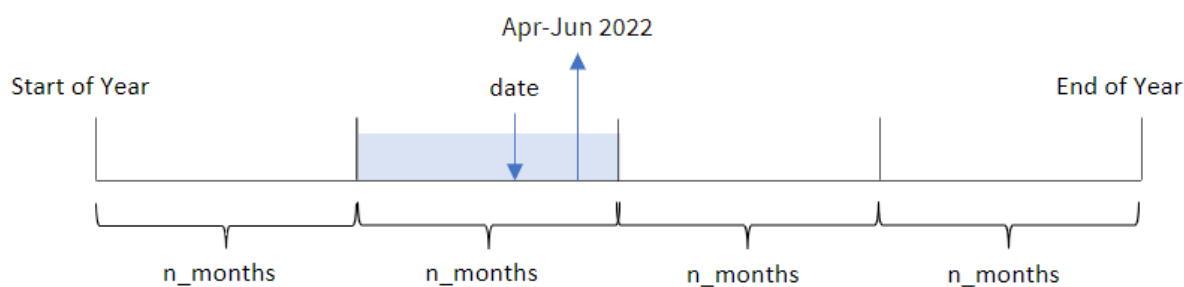 Apr-Jun 2022
Start of Year
date
End of Year
n_months
n_months
n_months
n_months